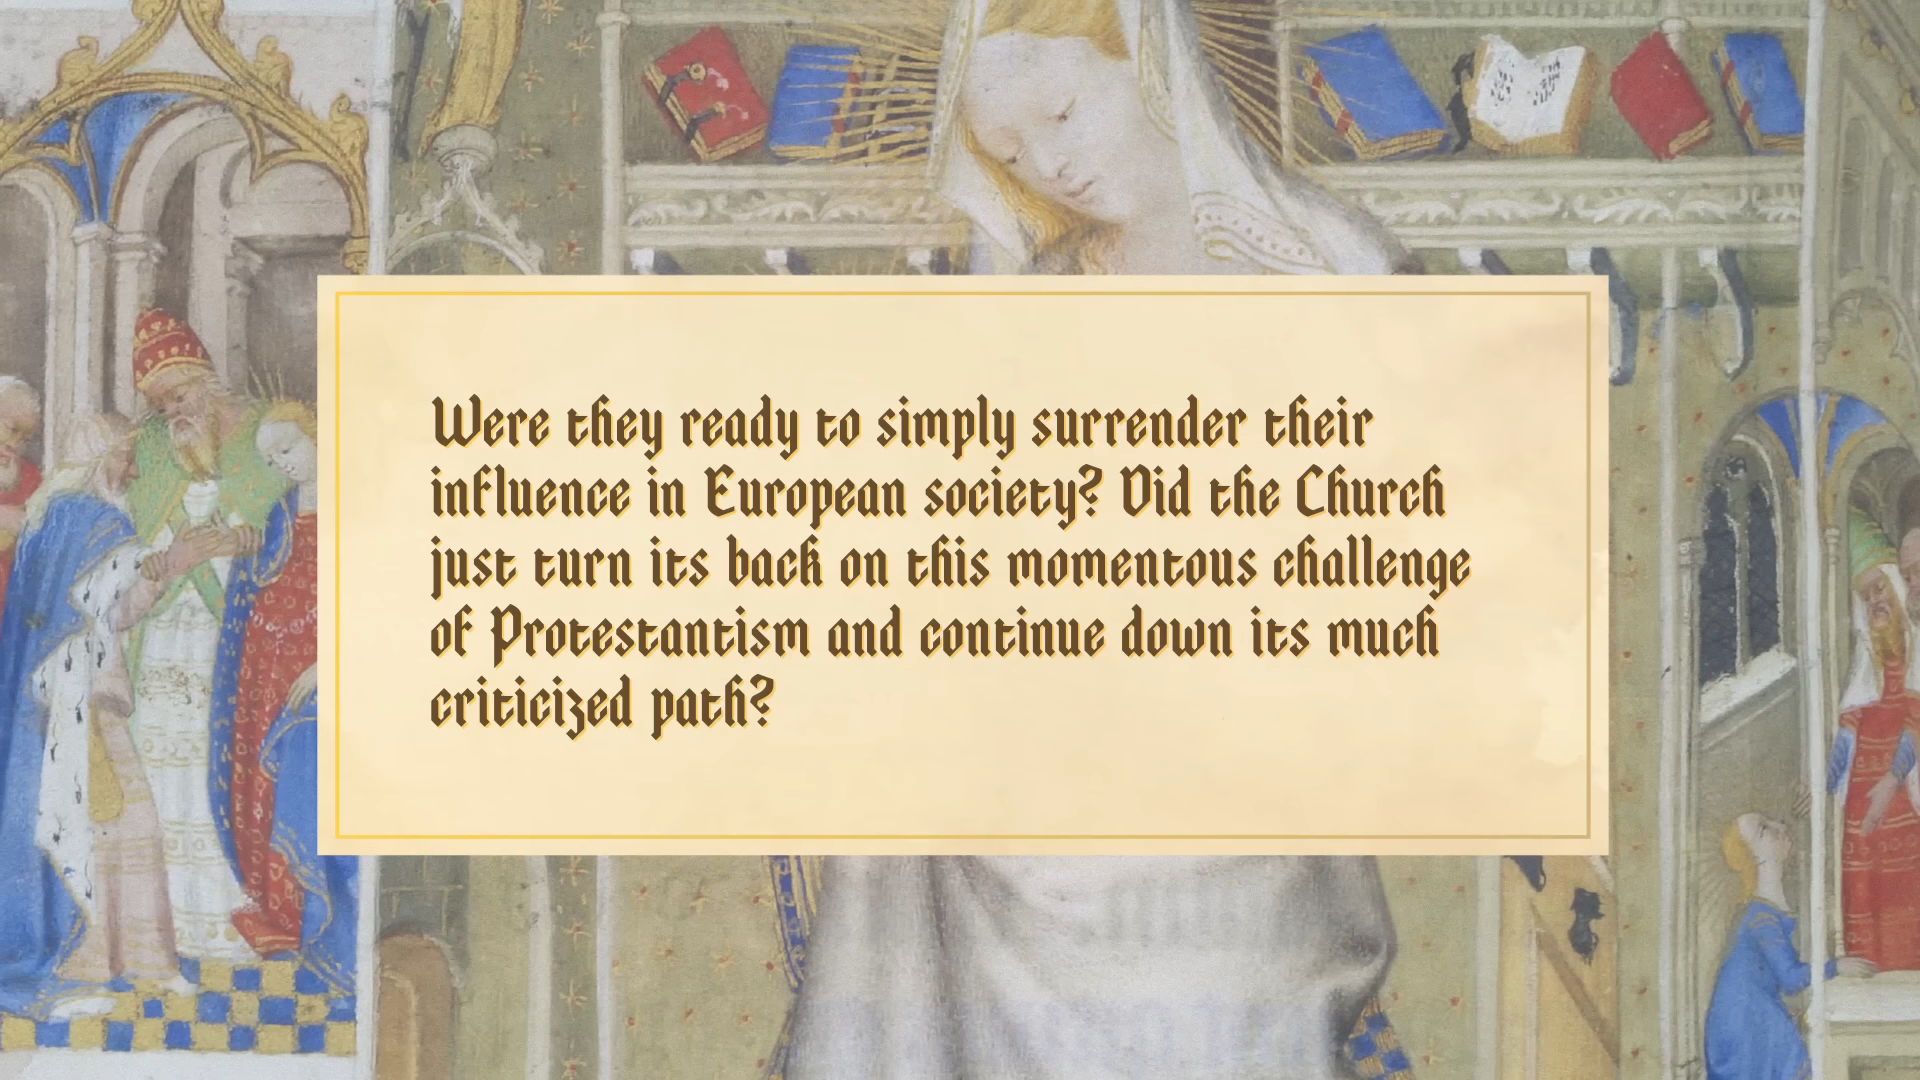 Were they ready to simply surrender their
influence in European society? Did the Church
just turn its back on this momentous challenge
of Protestantism and continue down its much
criticized path?